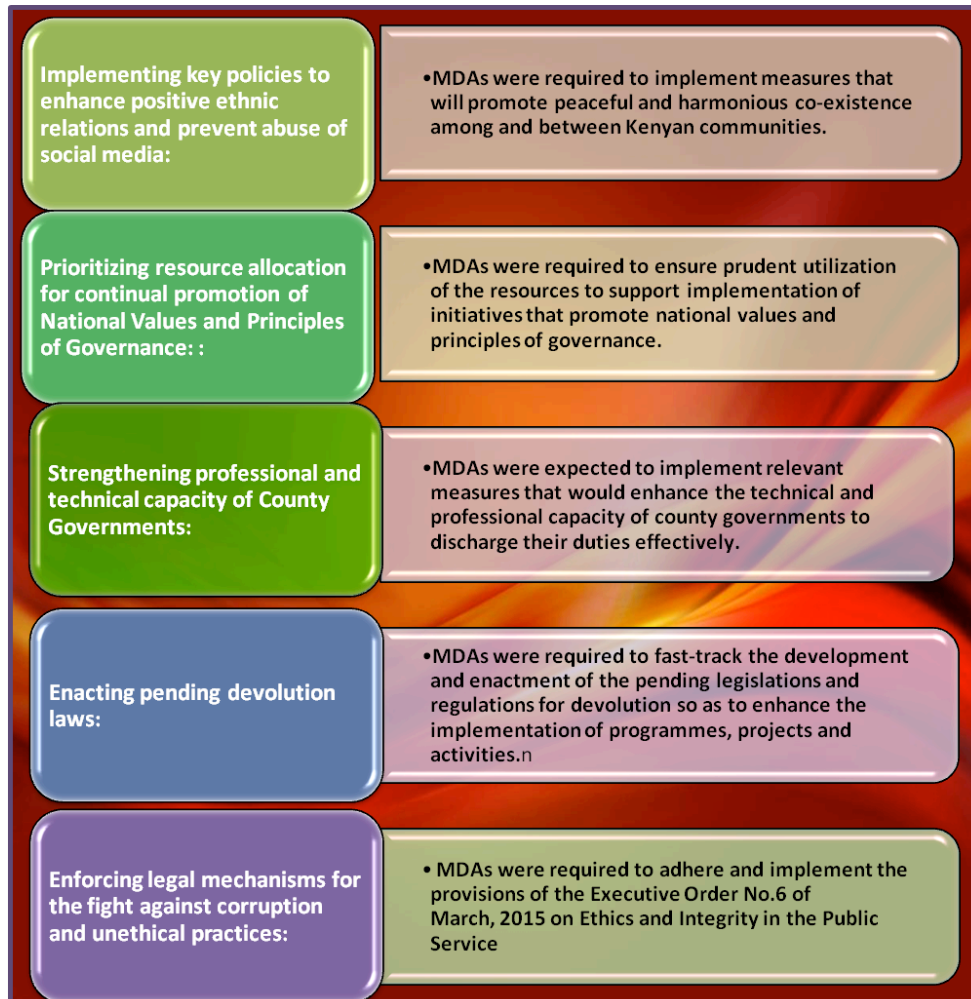 Implementing key policies to
enhance positive ethnic
relations and prevent abuse of
social media:
•MDAs were required to implement measures that
will promote peaceful and harmonious co-existence
among and between Kenyan communities.
Prioritizing resource allocation
for continual promotion of
National Values and Principles
of Governance: :
•MDAs were required to ensure prudent utilization
of the resources to support implementation of
initiatives that promote national values and
principles of governance.
Strengthening professional and
technical capacity of County
Governments:
•MDAs were expected to implement relevant
measures that would enhance the technical and
professional capacity of county governments to
discharge their duties effectively.
Enacting pending devolution
laws:
•MDAs were required to fast-track the development
and enactment of the pending legislations and
regulations for devolution so as to enhance the
implementation of programmes, projects and
activities.n
Enforcing legal mechanisms for
the fight against corruption
and unethical practices:
• MDAs were required to adhere and implement the
provisions of the Executive Order No.6 of
March, 2015 on Ethics and Integrity in the Public
Service